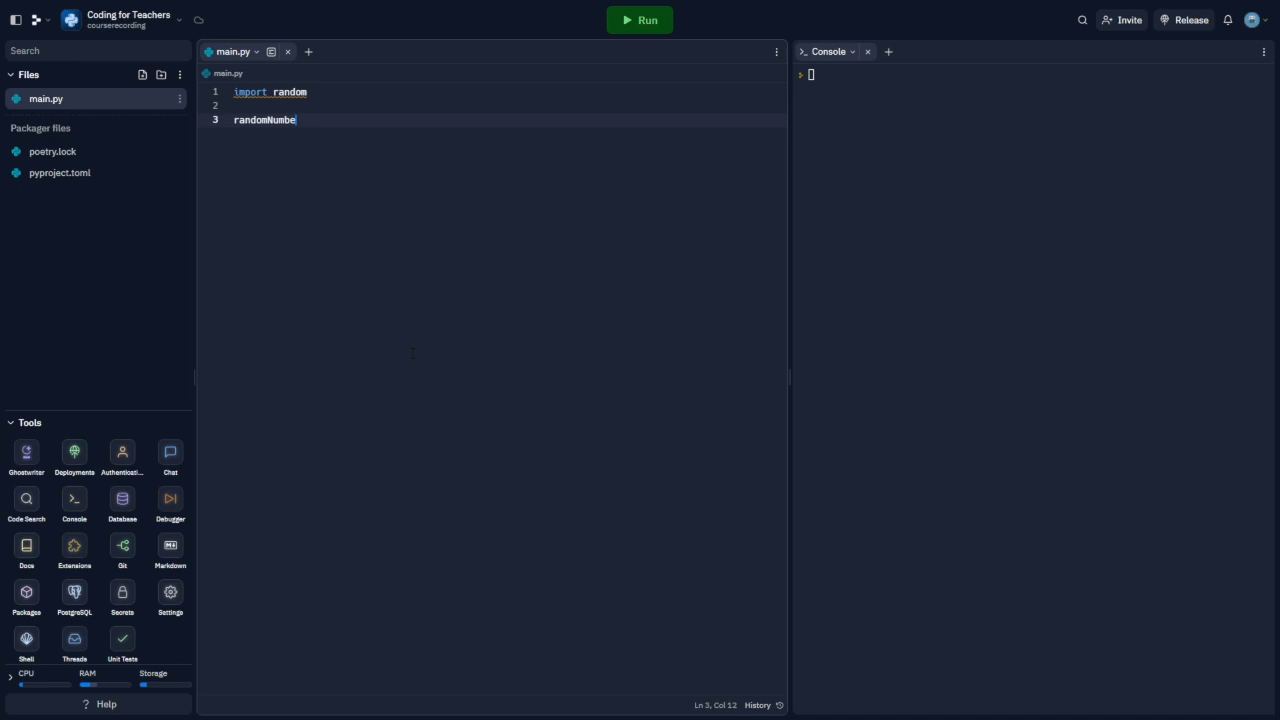 Coding for Teachers
courserecording
Run
Invite
Release
Search
Files
main.py
Packager files
poetry.lock
pyproject.toml
main.py
main.py
1 import random
2
3 randomNumbe
Console
Tools
Ghostwriter
Deployments
Authenticati...
Chat
Code Search
Console
Database
Debugger
Docs
Extensions
Git
Markdown
Packages
PostgreSQL
Secrets
Settings
Shell
Threads
Unit Tests
CPU
RAM
Storage
? Help
Ln 3, Col 12
History